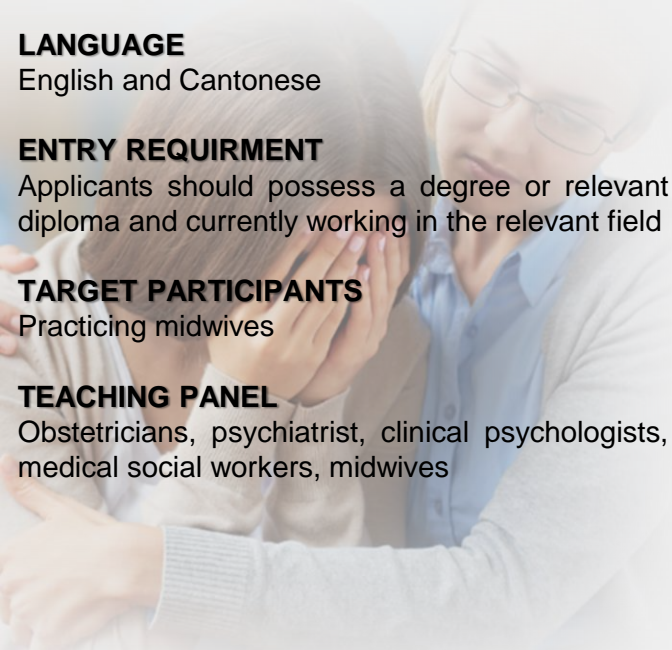 LANGUAGE
English and Cantonese
ENTRY REQUIRMENT
Applicants should possess a degree or relevant
diploma and currently working in the relevant field
TARGET PARTICIPANTS
Practicing midwives
TEACHING PANEL
Obstetricians, psychiatrist, clinical psychologists,
medical social workers, midwives